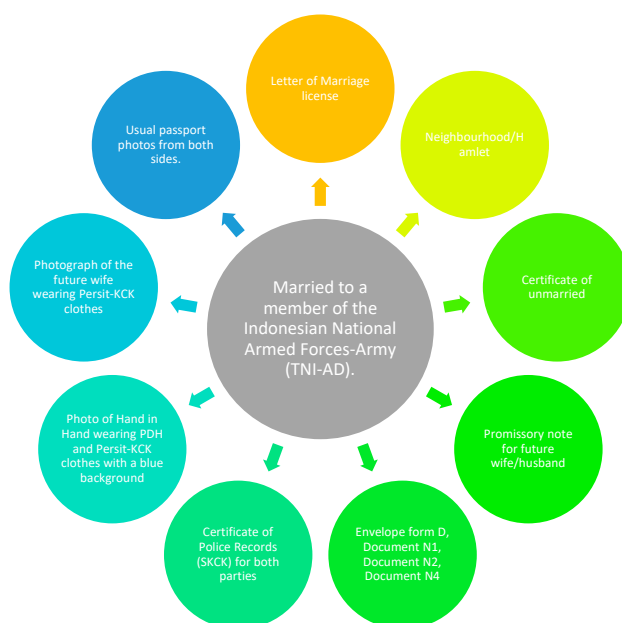 Letter of Marriage
license
Neighbourhood/H
amlet
Certificate of
unmarried
Promissory note
for future
wife/husband
Envelope form D,
Document N1,
Document N2,
Document N4
Certificate of
Police Records
(SKCK) for both
parties
Photo of Hand in
Hand wearing PDH
and Persit-KCK
clothes with a blue
background
Photograph of the
future wife
wearing Persit-KCK
clothes
Usual passport
photos from both
sides.
Married to a
member of the
Indonesian National
Armed Forces-Army
(TNI-AD).